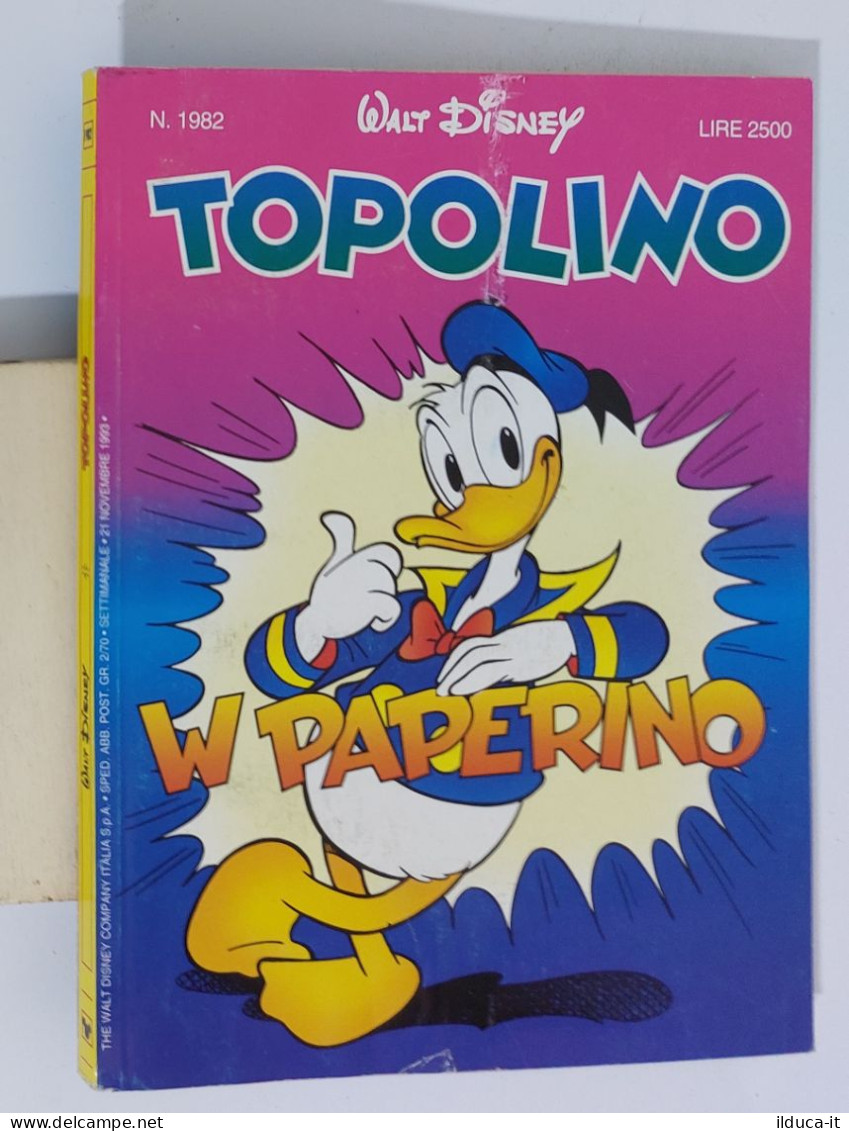 N. 1982
WALT DISNEY
LIRE 2500
TOPOLINO
W PAPERINO
THE WALT DISNEY COMPANY ITALIA S.p.A. • SPED. ABB. POST. GR. 2/70 • SETTIMANALE • 21 NOVEMBRE 1993 •
TOPOLINO
WALT DISNEY
delcampe.net
ilduca-it